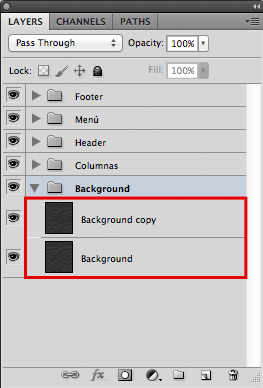 LAYERS CHANNELS PATHS
Pass Through Opacity: 100%
Lock: Fill: 100%
Footer
Menú
Header
Columnas
Background
Background copy
Background
fx